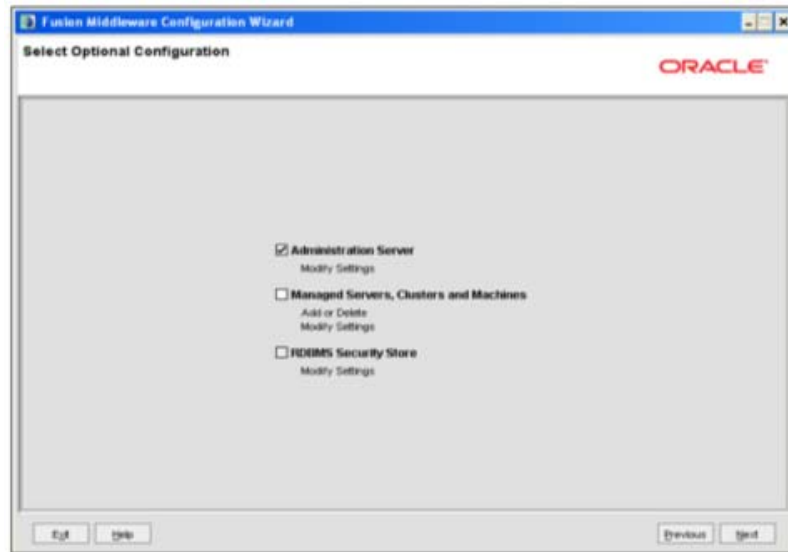 Fusion Middleware Configuration Wizard
Select Optional Configuration
ORACLE
Administration Server
Modify Settings
Managed Servers, Clusters and Machines
Add or Delete
Modify Settings
RDBMS Security Store
Modify Settings
Exit
Help
Previous
Next